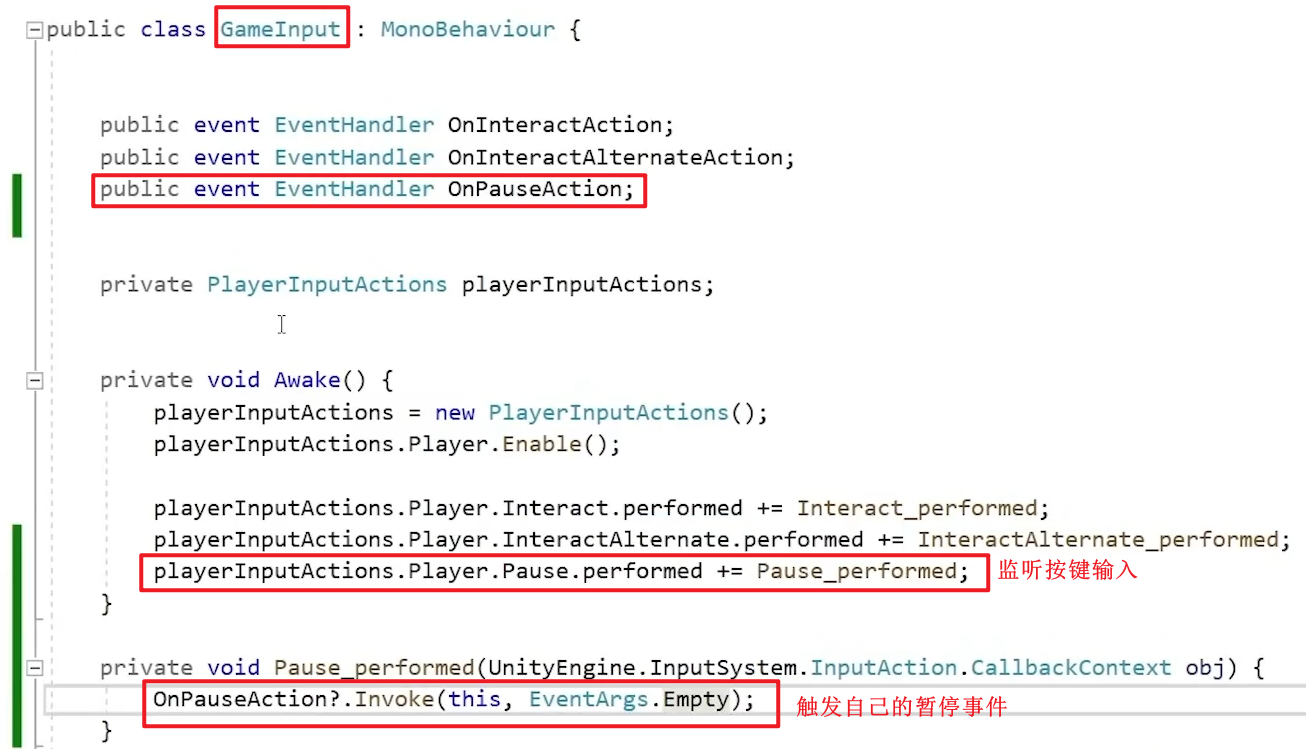 public class GameInput : MonoBehaviour {
public event EventHandler OnInteractAction;
public event EventHandler OnInteractAlternateAction;
public event EventHandler OnPauseAction;
private PlayerInputActions playerInputActions;
private void Awake() {
playerInputActions = new PlayerInputActions();
playerInputActions.Player.Enable();
playerInputActions.Player.Interact.performed += Interact_performed;
playerInputActions.Player.InteractAlternate.performed += InteractAlternate_performed;
playerInputActions.Player.Pause.performed += Pause_performed; 监听按键输入
}
private void Pause_performed(UnityEngine.InputSystem.InputAction.CallbackContext obj) {
OnPauseAction?.Invoke(this, EventArgs.Empty); 触发自己的暂停事件
}